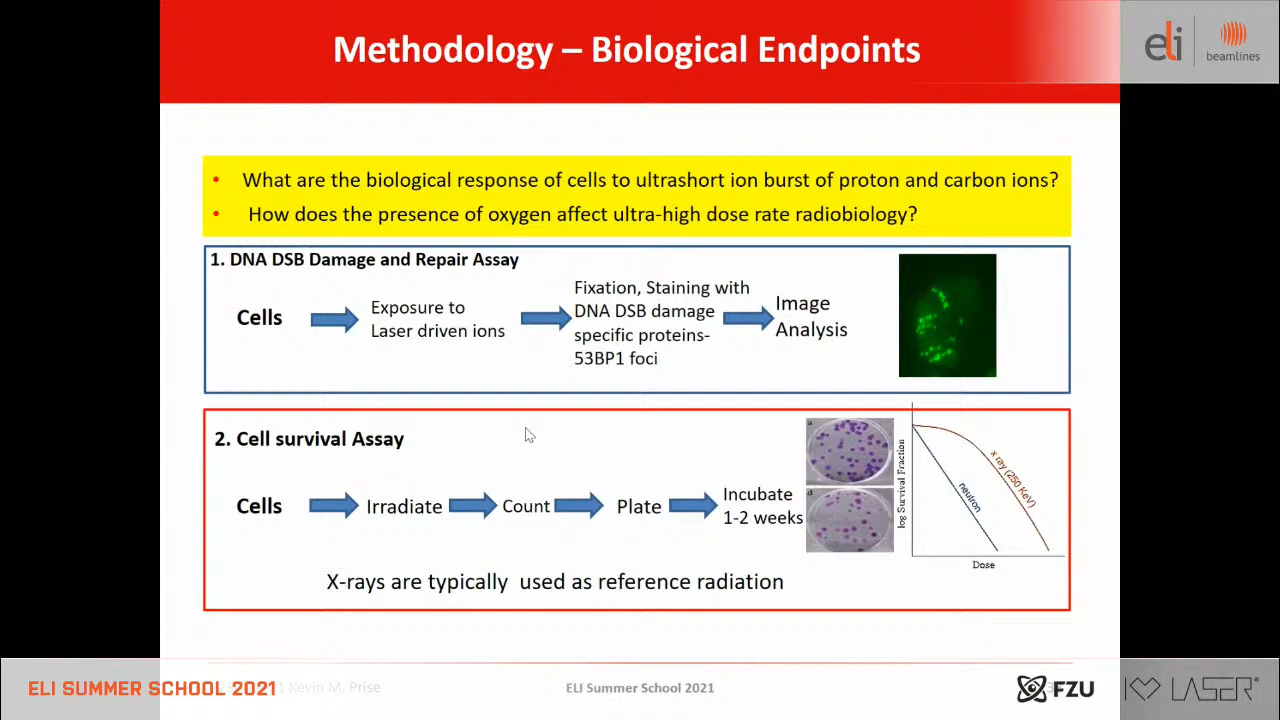 Methodology – Biological Endpoints
eli
beamlines
• What are the biological response of cells to ultrashort ion burst of proton and carbon ions?
• How does the presence of oxygen affect ultra-high dose rate radiobiology?
1. DNA DSB Damage and Repair Assay
Cells
Exposure to
Laser driven ions
Fixation, Staining with
DNA DSB damage
specific proteins-
53BP1 foci
Image
Analysis
2. Cell survival Assay
Cells
Irradiate
Count
Plate
Incubate
1-2 weeks
log Survival Fraction
neutron
x ray (250 KeV)
Dose
X-rays are typically used as reference radiation
ELI SUMMER SCHOOL 2021
Kevin M. Prise
ELI Summer School 2021
FZU
LASER